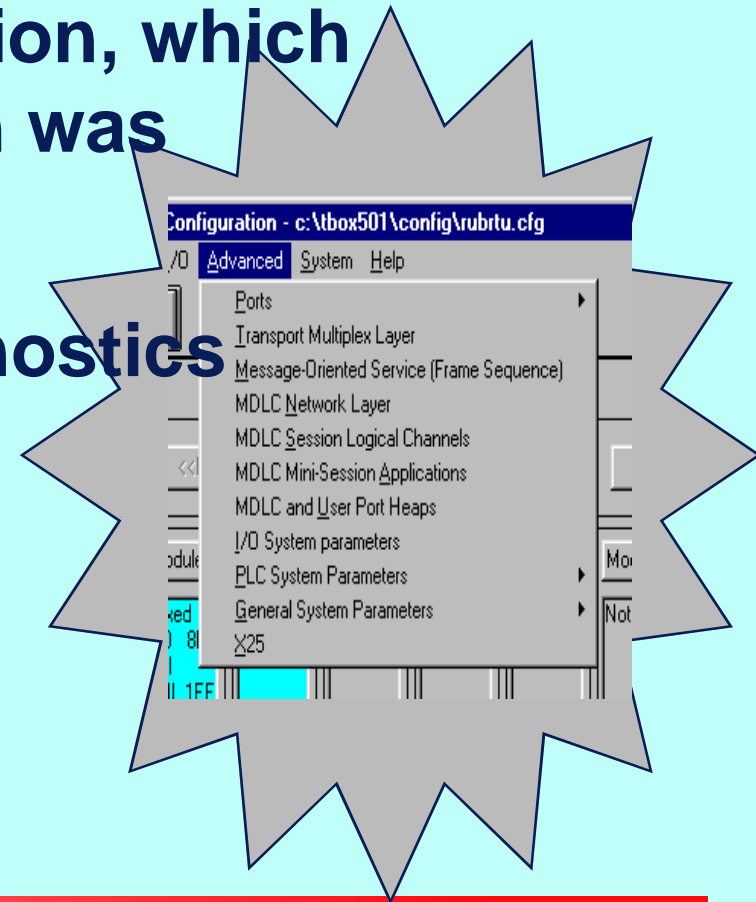 ion, which
was
nostics
Configuration - c:\tbox501\config\rubrtu.cfg
/O Advanced System Help
Ports
Transport Multiplex Layer
Message-Oriented Service (Frame Sequence)
MDLC Network Layer
MDLC Session Logical Channels
MDLC Mini-Session Applications
MDLC and User Port Heaps
I/O System parameters
PLC System Parameters
General System Parameters
X25